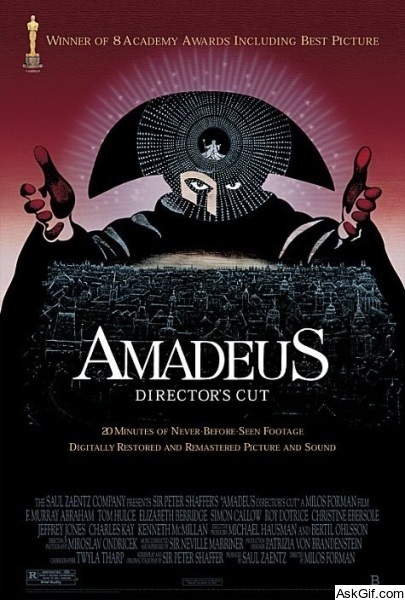 WINNER OF 8 ACADEMY AWARDS INCLUDING BEST PICTURE
AMADEUS
DIRECTOR'S CUT
20 MINUTES OF NEVER-BEFORE-SEEN FOOTAGE
DIGITALLY RESTORED AND REMASTERED PICTURE AND SOUND
THE SAUL ZAENTZ COMPANY PRESENTS SIR PETER SHAFFER'S "AMADEUS DIRECTOR'S CUT" A MILOS FORMAN FILM
F. MURRAY ABRAHAM TOM HULCE ELIZABETH BERRIDGE SIMON CALLOW ROY DOTRICE CHRISTINE EBERSOLE
JEFFREY JONES CHARLES KAY KENNETH McMILLAN MICHAEL HAUSMAN AND BERTIL OHLSSON
MIROSLAV ONDRICEK SIR NEVILLE MARRINER PATRIZIA VON BRANDENSTEIN
TWYLA THARP SIR PETER SHAFFER SAUL ZAENTZ MILOS FORMAN
R
B
AskGif.com